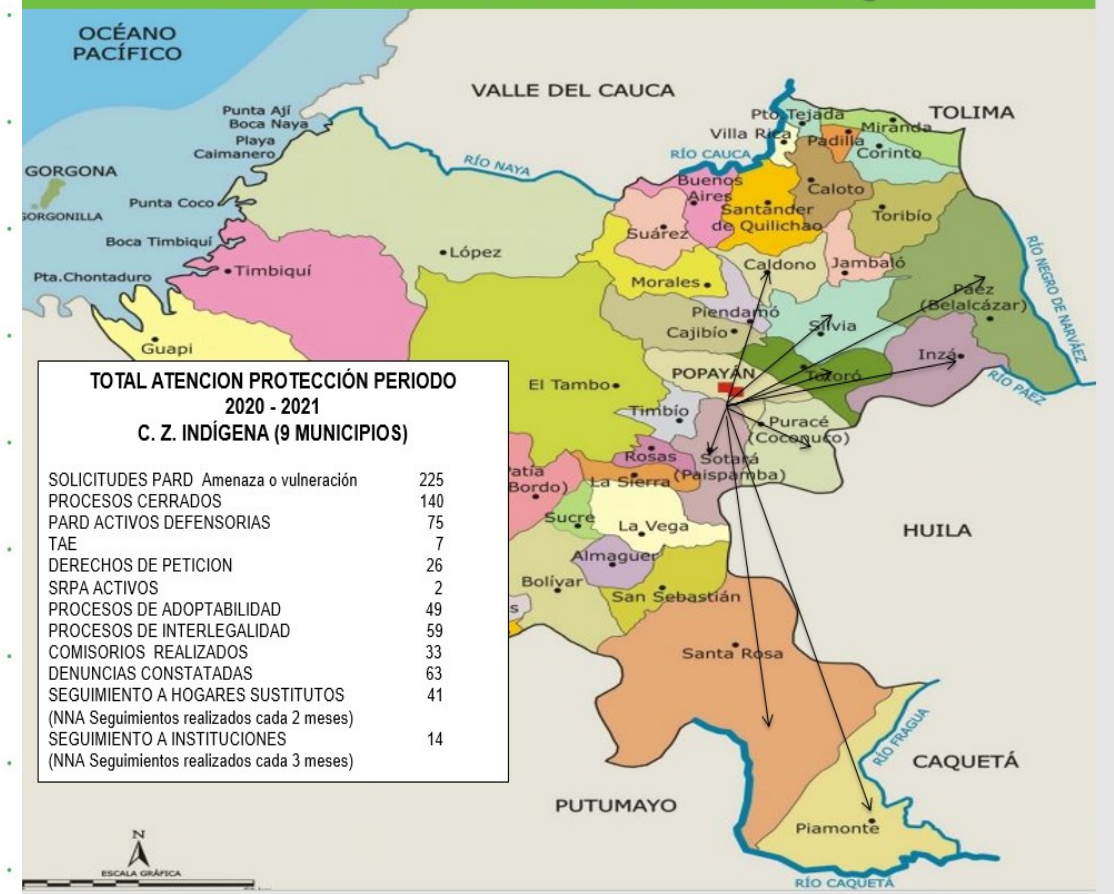 OCÉANO
PACÍFICO
VALLE DEL CAUCA
TOLIMA
Punta Ají
Boca Naya
Playa
Caimanero
GORGONA
GORGONILLA
Punta Coco
Boca Timbiquí
Pta.Chontaduro
RÍO NAYA
RÍO CAUCA
Pto Tejada
Villa Rica
Padilla
Miranda
Corinto
Buenos
Aires
Santander
de Quilichao
Caloto
Toribío
Suárez
López
Timbiquí
Caldono
Jambaló
Morales
Páez
(Belalcázar)
RÍO NEGRO DE NARVÁEZ
Piendamó
Silvia
Cajibío
Guapi
Inzá
RÍO PÁEZ
POPAYÁN
Totoró
El Tambo
Timbío
Puracé
(Coconuco)
Rosas
Sotará
(Paispamba)
Patía
Bordo)
La Sierra
Sucre
La Vega
HUILA
Almaguer
Bolívar
San Sebastián
s
Santa Rosa
RÍO FRAGUA
CAQUETÁ
PUTUMAYO
Piamonte
RÍO CAQUETÁ
TOTAL ATENCION PROTECCIÓN PERIODO
2020 - 2021
C. Z. INDÍGENA (9 MUNICIPIOS)
SOLICITUDES PARD Amenaza o vulneración 225
PROCESOS CERRADOS 140
PARD ACTIVOS DEFENSORIAS 75
TAE 7
DERECHOS DE PETICION 26
SRPA ACTIVOS 2
PROCESOS DE ADOPTABILIDAD 49
PROCESOS DE INTERLEGALIDAD 59
COMISORIOS REALIZADOS 33
DENUNCIAS CONSTATADAS 63
SEGUIMIENTO A HOGARES SUSTITUTOS 41
(NNA Seguimientos realizados cada 2 meses)
SEGUIMIENTO A INSTITUCIONES 14
(NNA Seguimientos realizados cada 3 meses)
N
ESCALA GRÁFICA